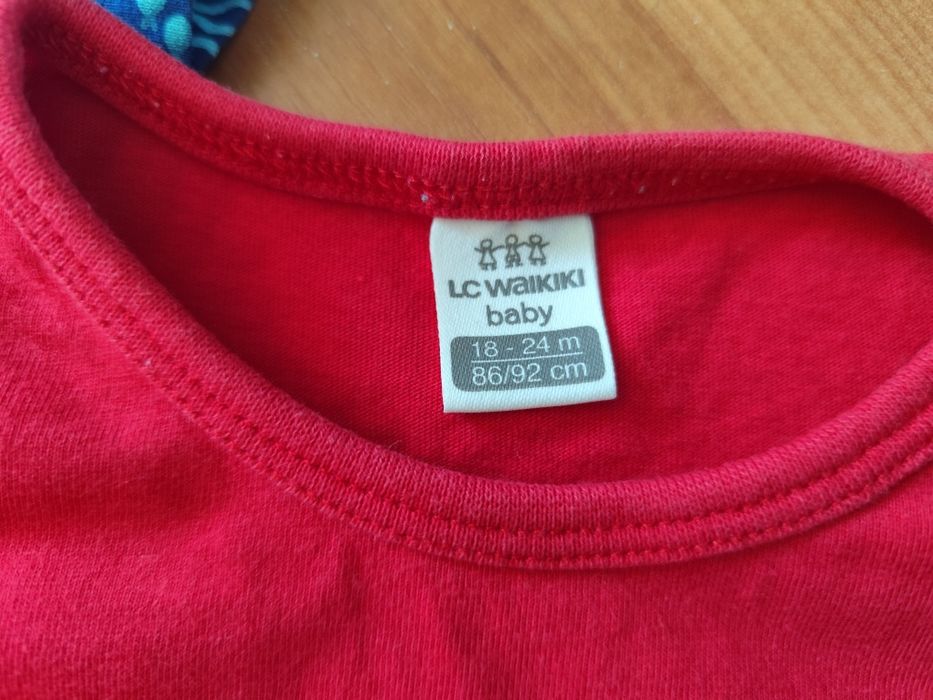 LC WAIKIKI
baby
18 - 24 m
86/92 cm